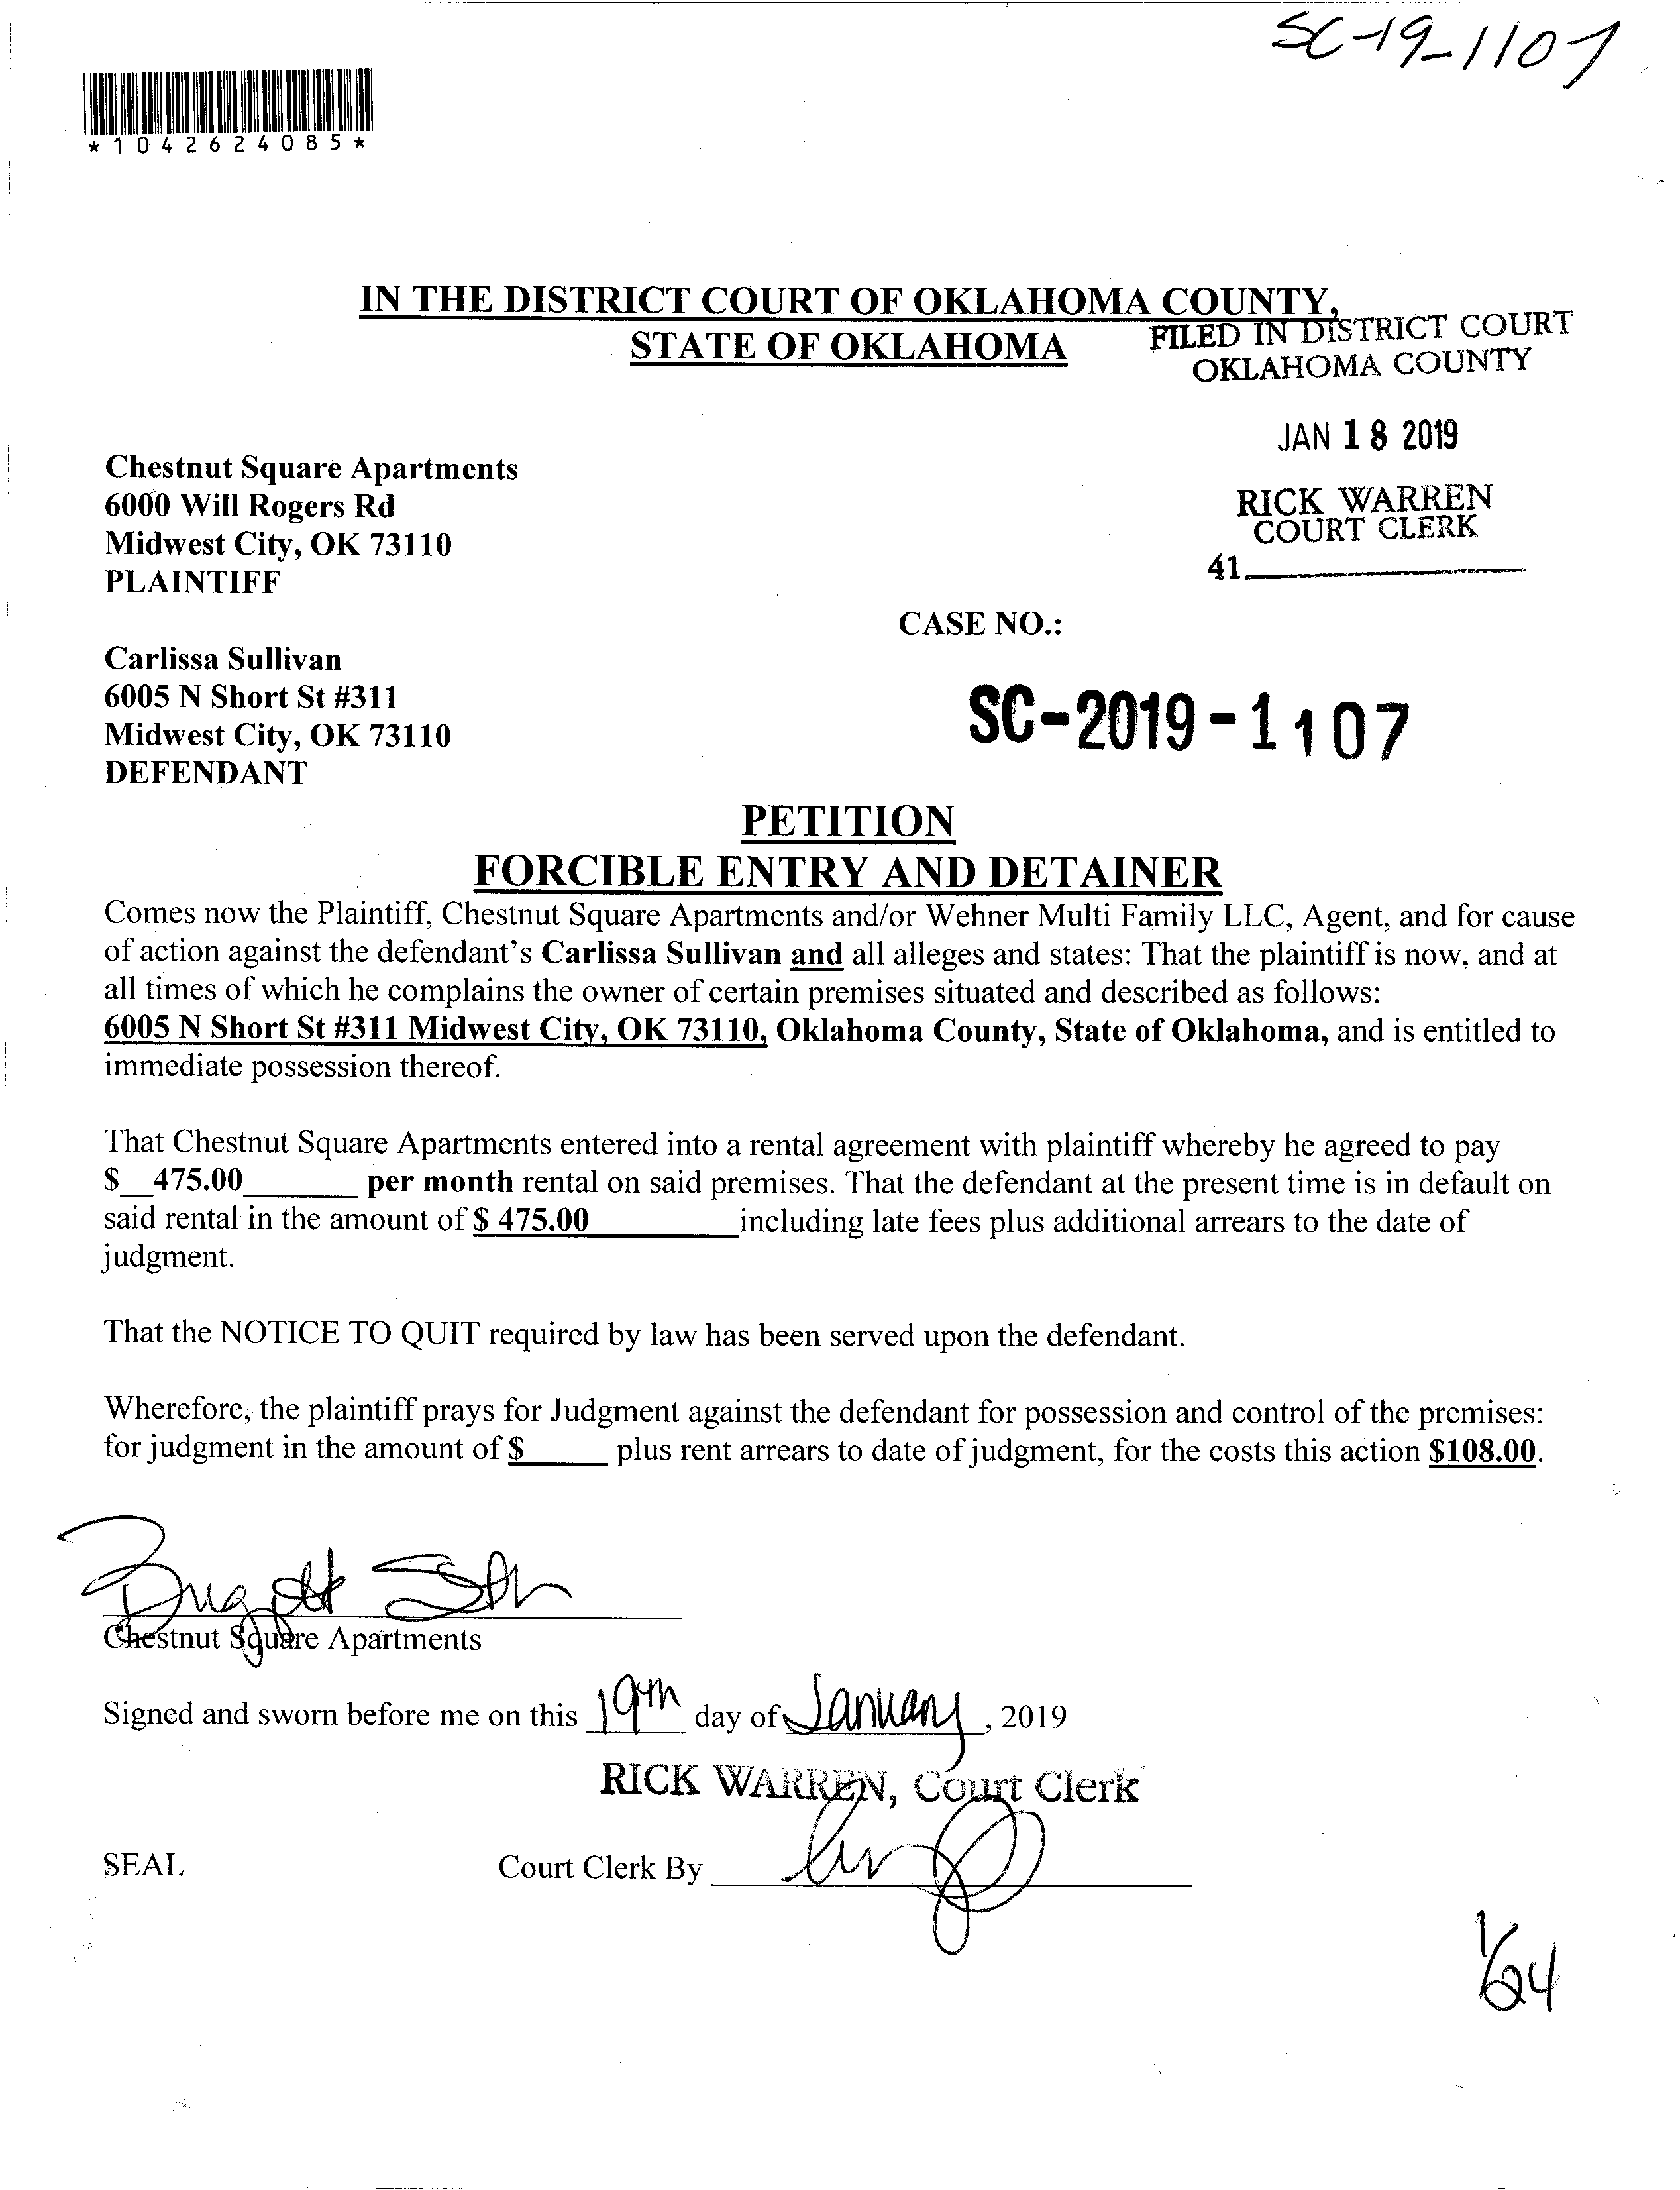 SC-19-1107
*1042624085*
IN THE DISTRICT COURT OF OKLAHOMA COUNTY,
STATE OF OKLAHOMA
FILED IN DISTRICT COURT
OKLAHOMA COUNTY
JAN 18 2019
RICK WARREN
COURT CLERK
41
Chestnut Square Apartments
6000 Will Rogers Rd
Midwest City, OK 73110
PLAINTIFF
CASE NO.:
Carlissa Sullivan
6005 N Short St #311
Midwest City, OK 73110
DEFENDANT
SC-2019-1107
PETITION
FORCIBLE ENTRY AND DETAINER
Comes now the Plaintiff, Chestnut Square Apartments and/or Wehner Multi Family LLC, Agent, and for cause
of action against the defendant's Carlissa Sullivan and all alleges and states: That the plaintiff is now, and at
all times of which he complains the owner of certain premises situated and described as follows:
6005 N Short St #311 Midwest City, OK 73110, Oklahoma County, State of Oklahoma, and is entitled to
immediate possession thereof.
That Chestnut Square Apartments entered into a rental agreement with plaintiff whereby he agreed to pay
$__475.00_______ per month rental on said premises. That the defendant at the present time is in default on
said rental in the amount of $ 475.00_________including late fees plus additional arrears to the date of
judgment.
That the NOTICE TO QUIT required by law has been served upon the defendant.
Wherefore, the plaintiff prays for Judgment against the defendant for possession and control of the premises:
for judgment in the amount of $_____ plus rent arrears to date of judgment, for the costs this action $108.00.
Chestnut Square Apartments
Signed and sworn before me on this 19th day of January, 2019
RICK WARREN, Court Clerk
SEAL
Court Clerk By
1/24